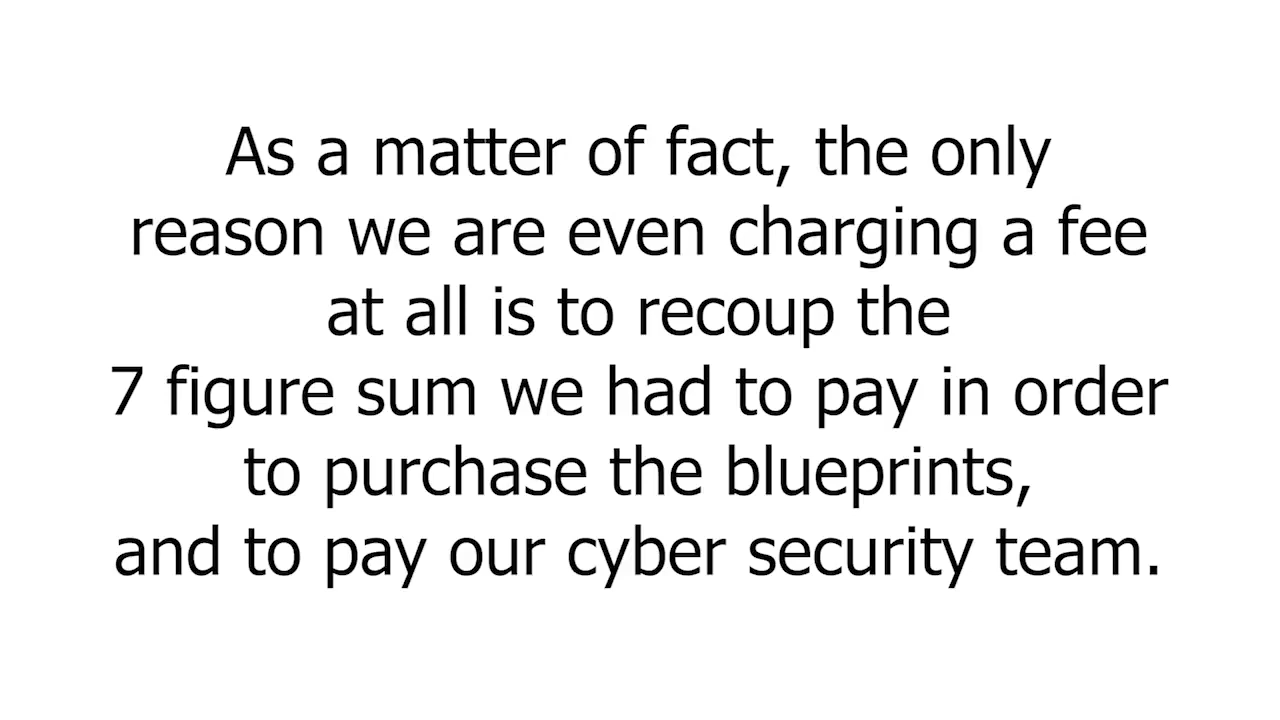 As a matter of fact, the only
reason we are even charging a fee
at all is to recoup the
7 figure sum we had to pay in order
to purchase the blueprints,
and to pay our cyber security team.